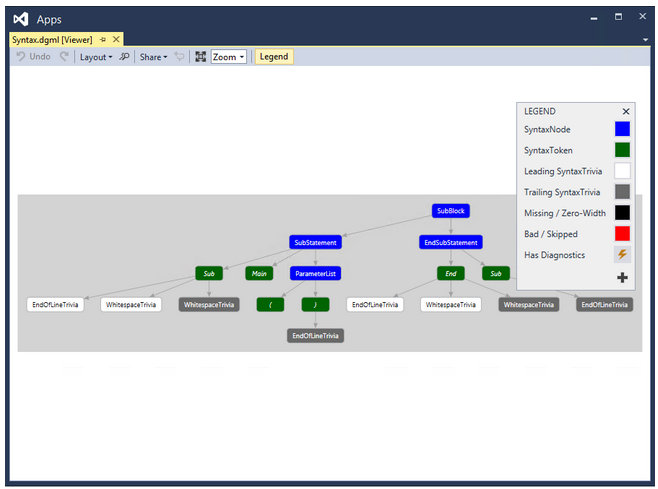 Apps
Syntax.dgml [Viewer]
Undo Layout Share Zoom Legend
LEGEND
SyntaxNode
SyntaxToken
Leading SyntaxTrivia
Trailing SyntaxTrivia
Missing / Zero-Width
Bad / Skipped
Has Diagnostics
SubBlock
SubStatement EndSubStatement
Sub Main ParameterList End Sub
EndOfLineTrivia WhitespaceTrivia WhitespaceTrivia ( ) EndOfLineTrivia WhitespaceTrivia WhitespaceTrivia EndOfLineTrivia
EndOfLineTrivia